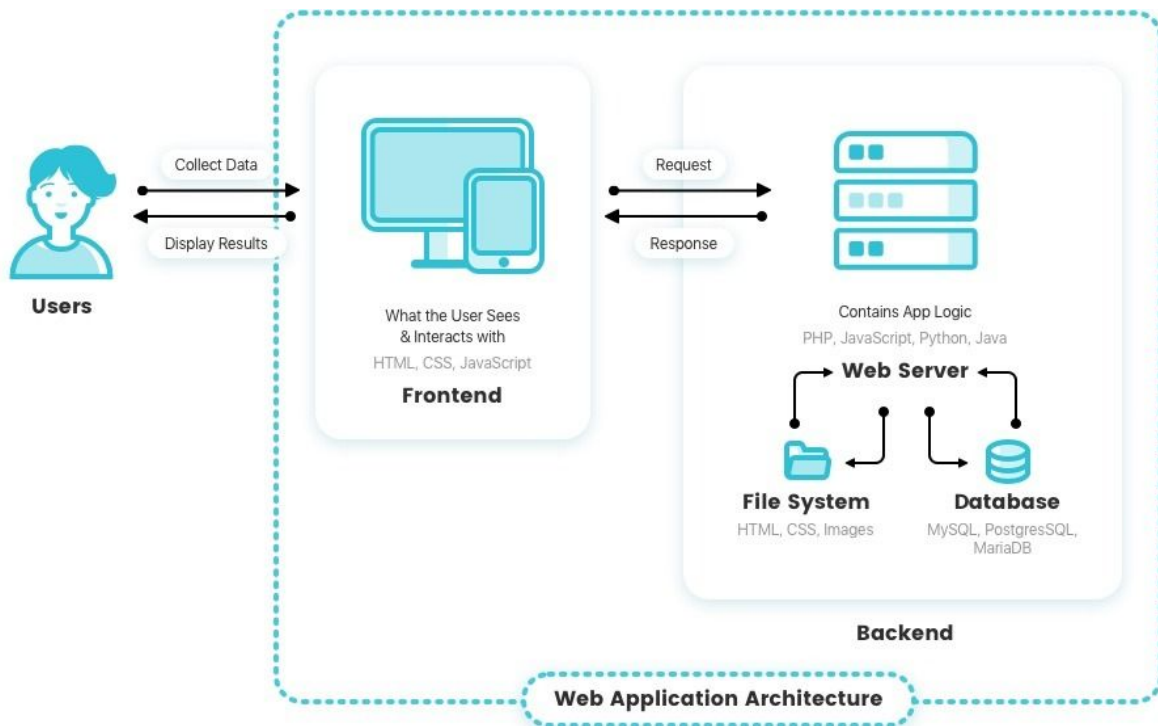 Collect Data
Display Results
Users
What the User Sees
& Interacts with
HTML, CSS, JavaScript
Frontend
Request
Response
Contains App Logic
PHP, JavaScript, Python, Java
Web Server
File System
HTML, CSS, Images
Database
MySQL, PostgresSQL,
MariaDB
Backend
Web Application Architecture